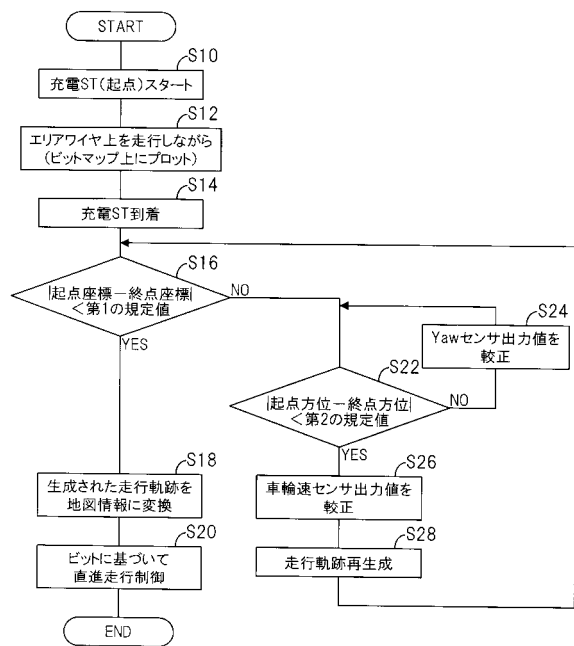 START
S10
充電ST(起点)スタート
S12
エリアワイヤ上を走行しながら
(ビットマップ上にプロット)
S14
充電ST到着
S16
|起点座標ー終点座標|
<第1の規定値
NO
YES
S24
Yawセンサ出力値を
較正
S22
|起点方位ー終点方位|
<第2の規定値
NO
YES
S18
生成された走行軌跡を
地図情報に変換
S26
車輪速センサ出力値を
較正
S20
ビットに基づいて
直進走行制御
S28
走行軌跡再生成
END